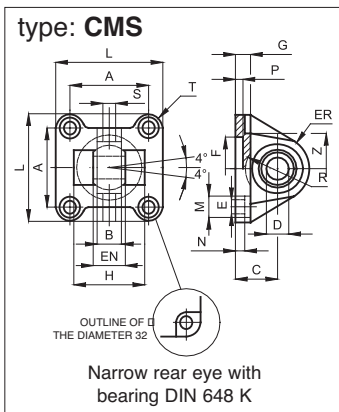 type: CMS
L
A
S
T
G
P
ER
4°
4°
L
A
F
Z
R
D
M
E
N
C
B
EN
H
OUTLINE OF D
THE DIAMETER 32
Narrow rear eye with
bearing DIN 648 K